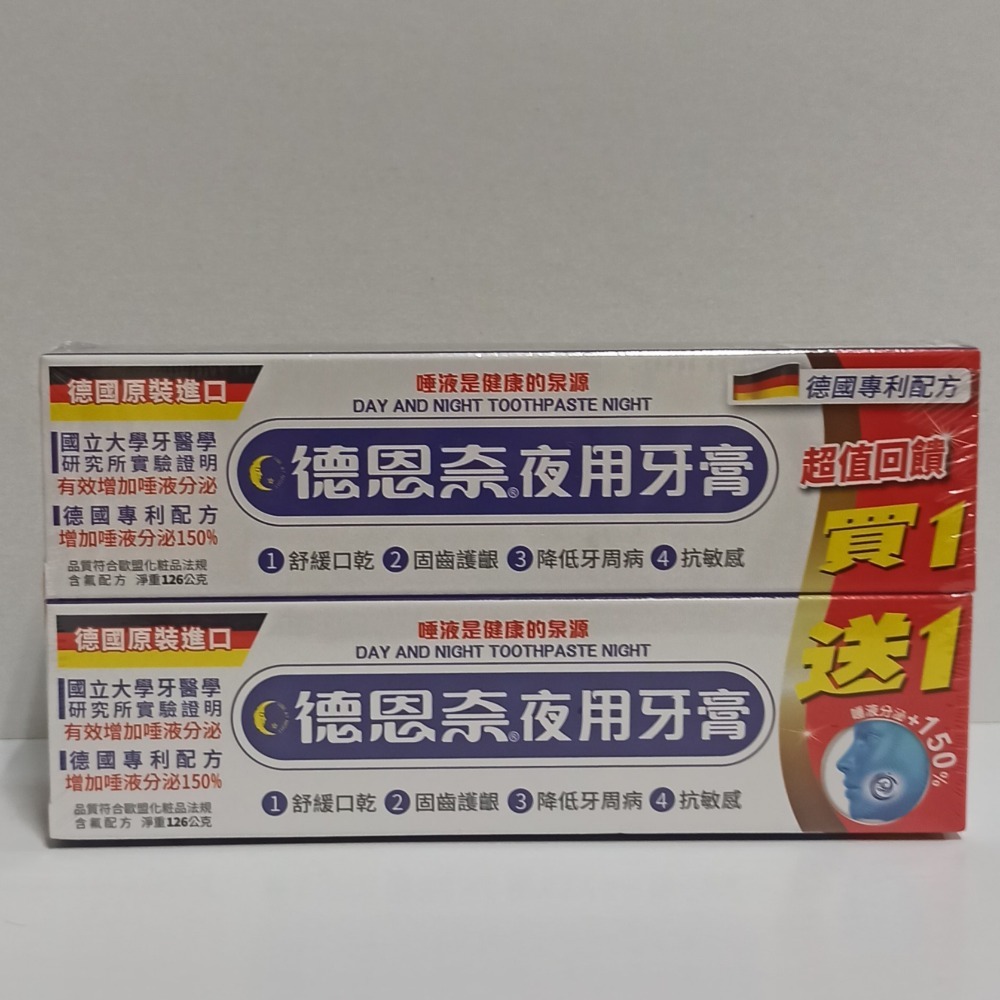 德國原裝進口
國立大學牙醫學
研究所實驗證明
有效增加唾液分泌
德國專利配方
增加唾液分泌150%
品質符合歐盟化粧品法規
含氟配方 淨重126公克
唾液是健康的泉源
DAY AND NIGHT TOOTHPASTE NIGHT
德恩奈®夜用牙膏
1舒緩口乾 2固齒護齦 3降低牙周病 4抗敏感
德國專利配方
超值回饋
買1
德國原裝進口
國立大學牙醫學
研究所實驗證明
有效增加唾液分泌
德國專利配方
增加唾液分泌150%
品質符合歐盟化粧品法規
含氟配方 淨重126公克
唾液是健康的泉源
DAY AND NIGHT TOOTHPASTE NIGHT
德恩奈®夜用牙膏
1舒緩口乾 2固齒護齦 3降低牙周病 4抗敏感
送1
唾液分泌+150%